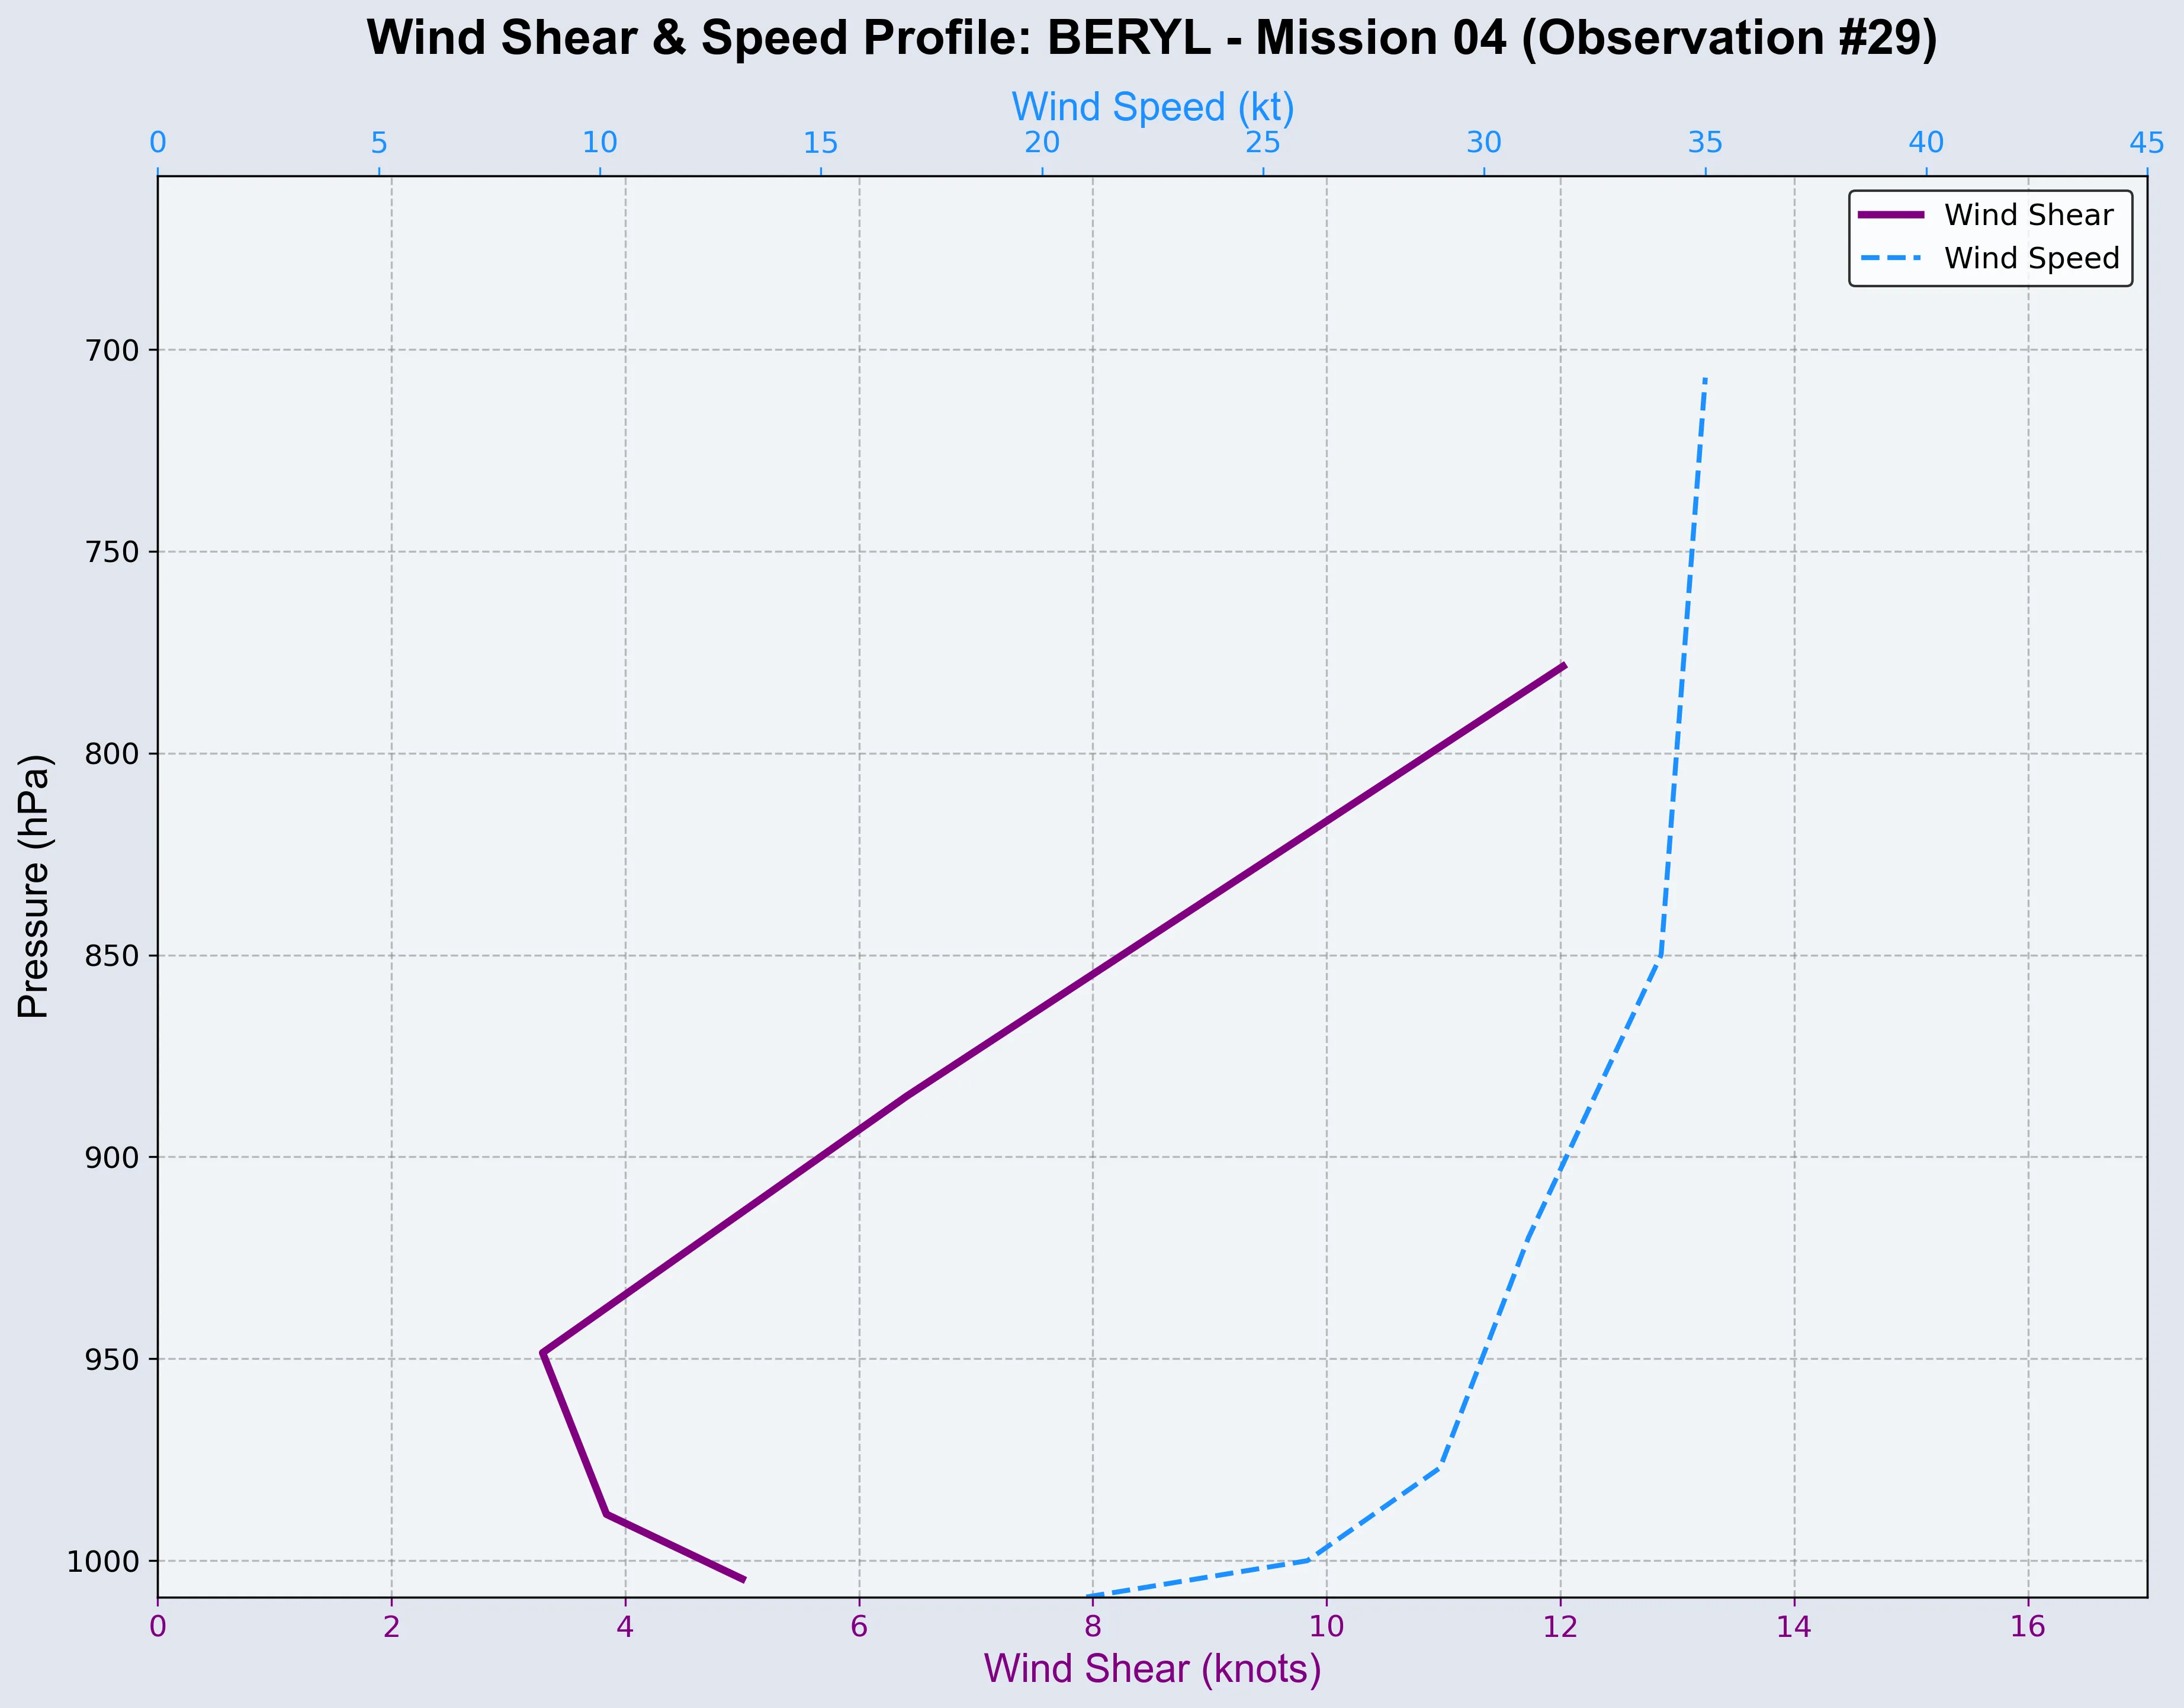 Wind Shear & Speed Profile: BERYL - Mission 04 (Observation #29)
Wind Speed (kt)
0 5 10 15 20 25 30 35 40 45
Wind Shear
Wind Speed
Pressure (hPa)
700
750
800
850
900
950
1000
0 2 4 6 8 10 12 14 16
Wind Shear (knots)